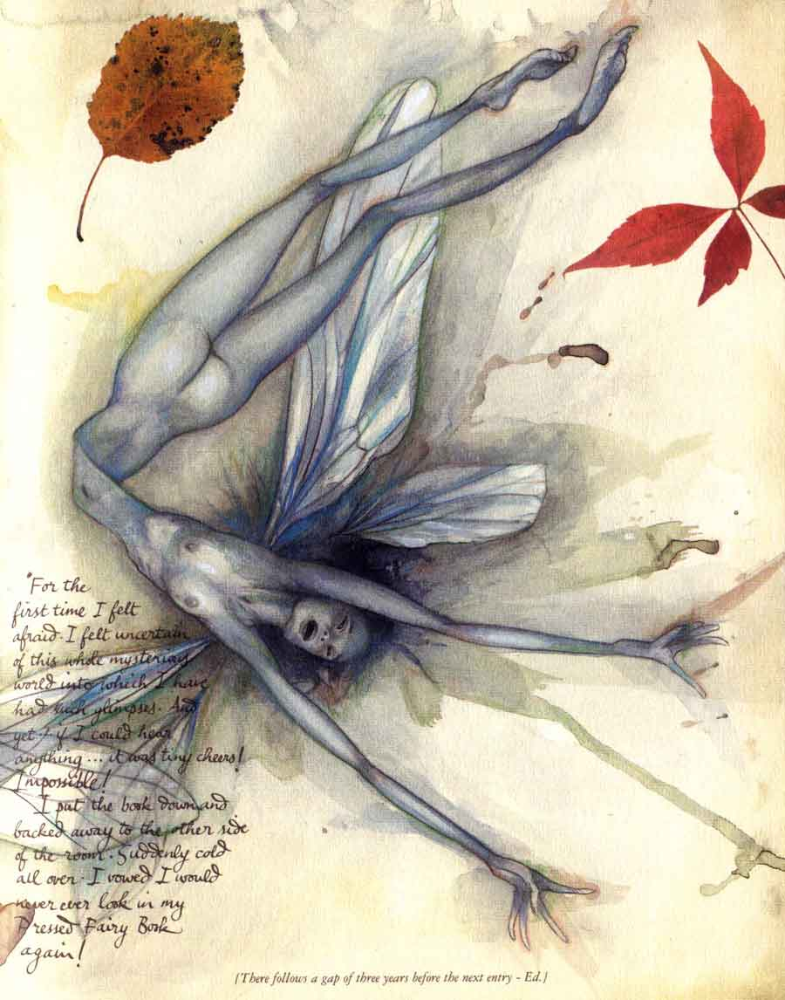 "For the
first time I felt
afraid. I felt uncertain
of this whole mysterious
world into which I have
had such glimpses. And
yet if I could hear
anything... it was tiny cheers!
Impossible!
I put the book down and
backed away to the other side
of the room. Suddenly cold
all over. I vowed I would
never ever look in my
Pressed Fairy Book
again!
[There follows a gap of three years before the next entry - Ed.]